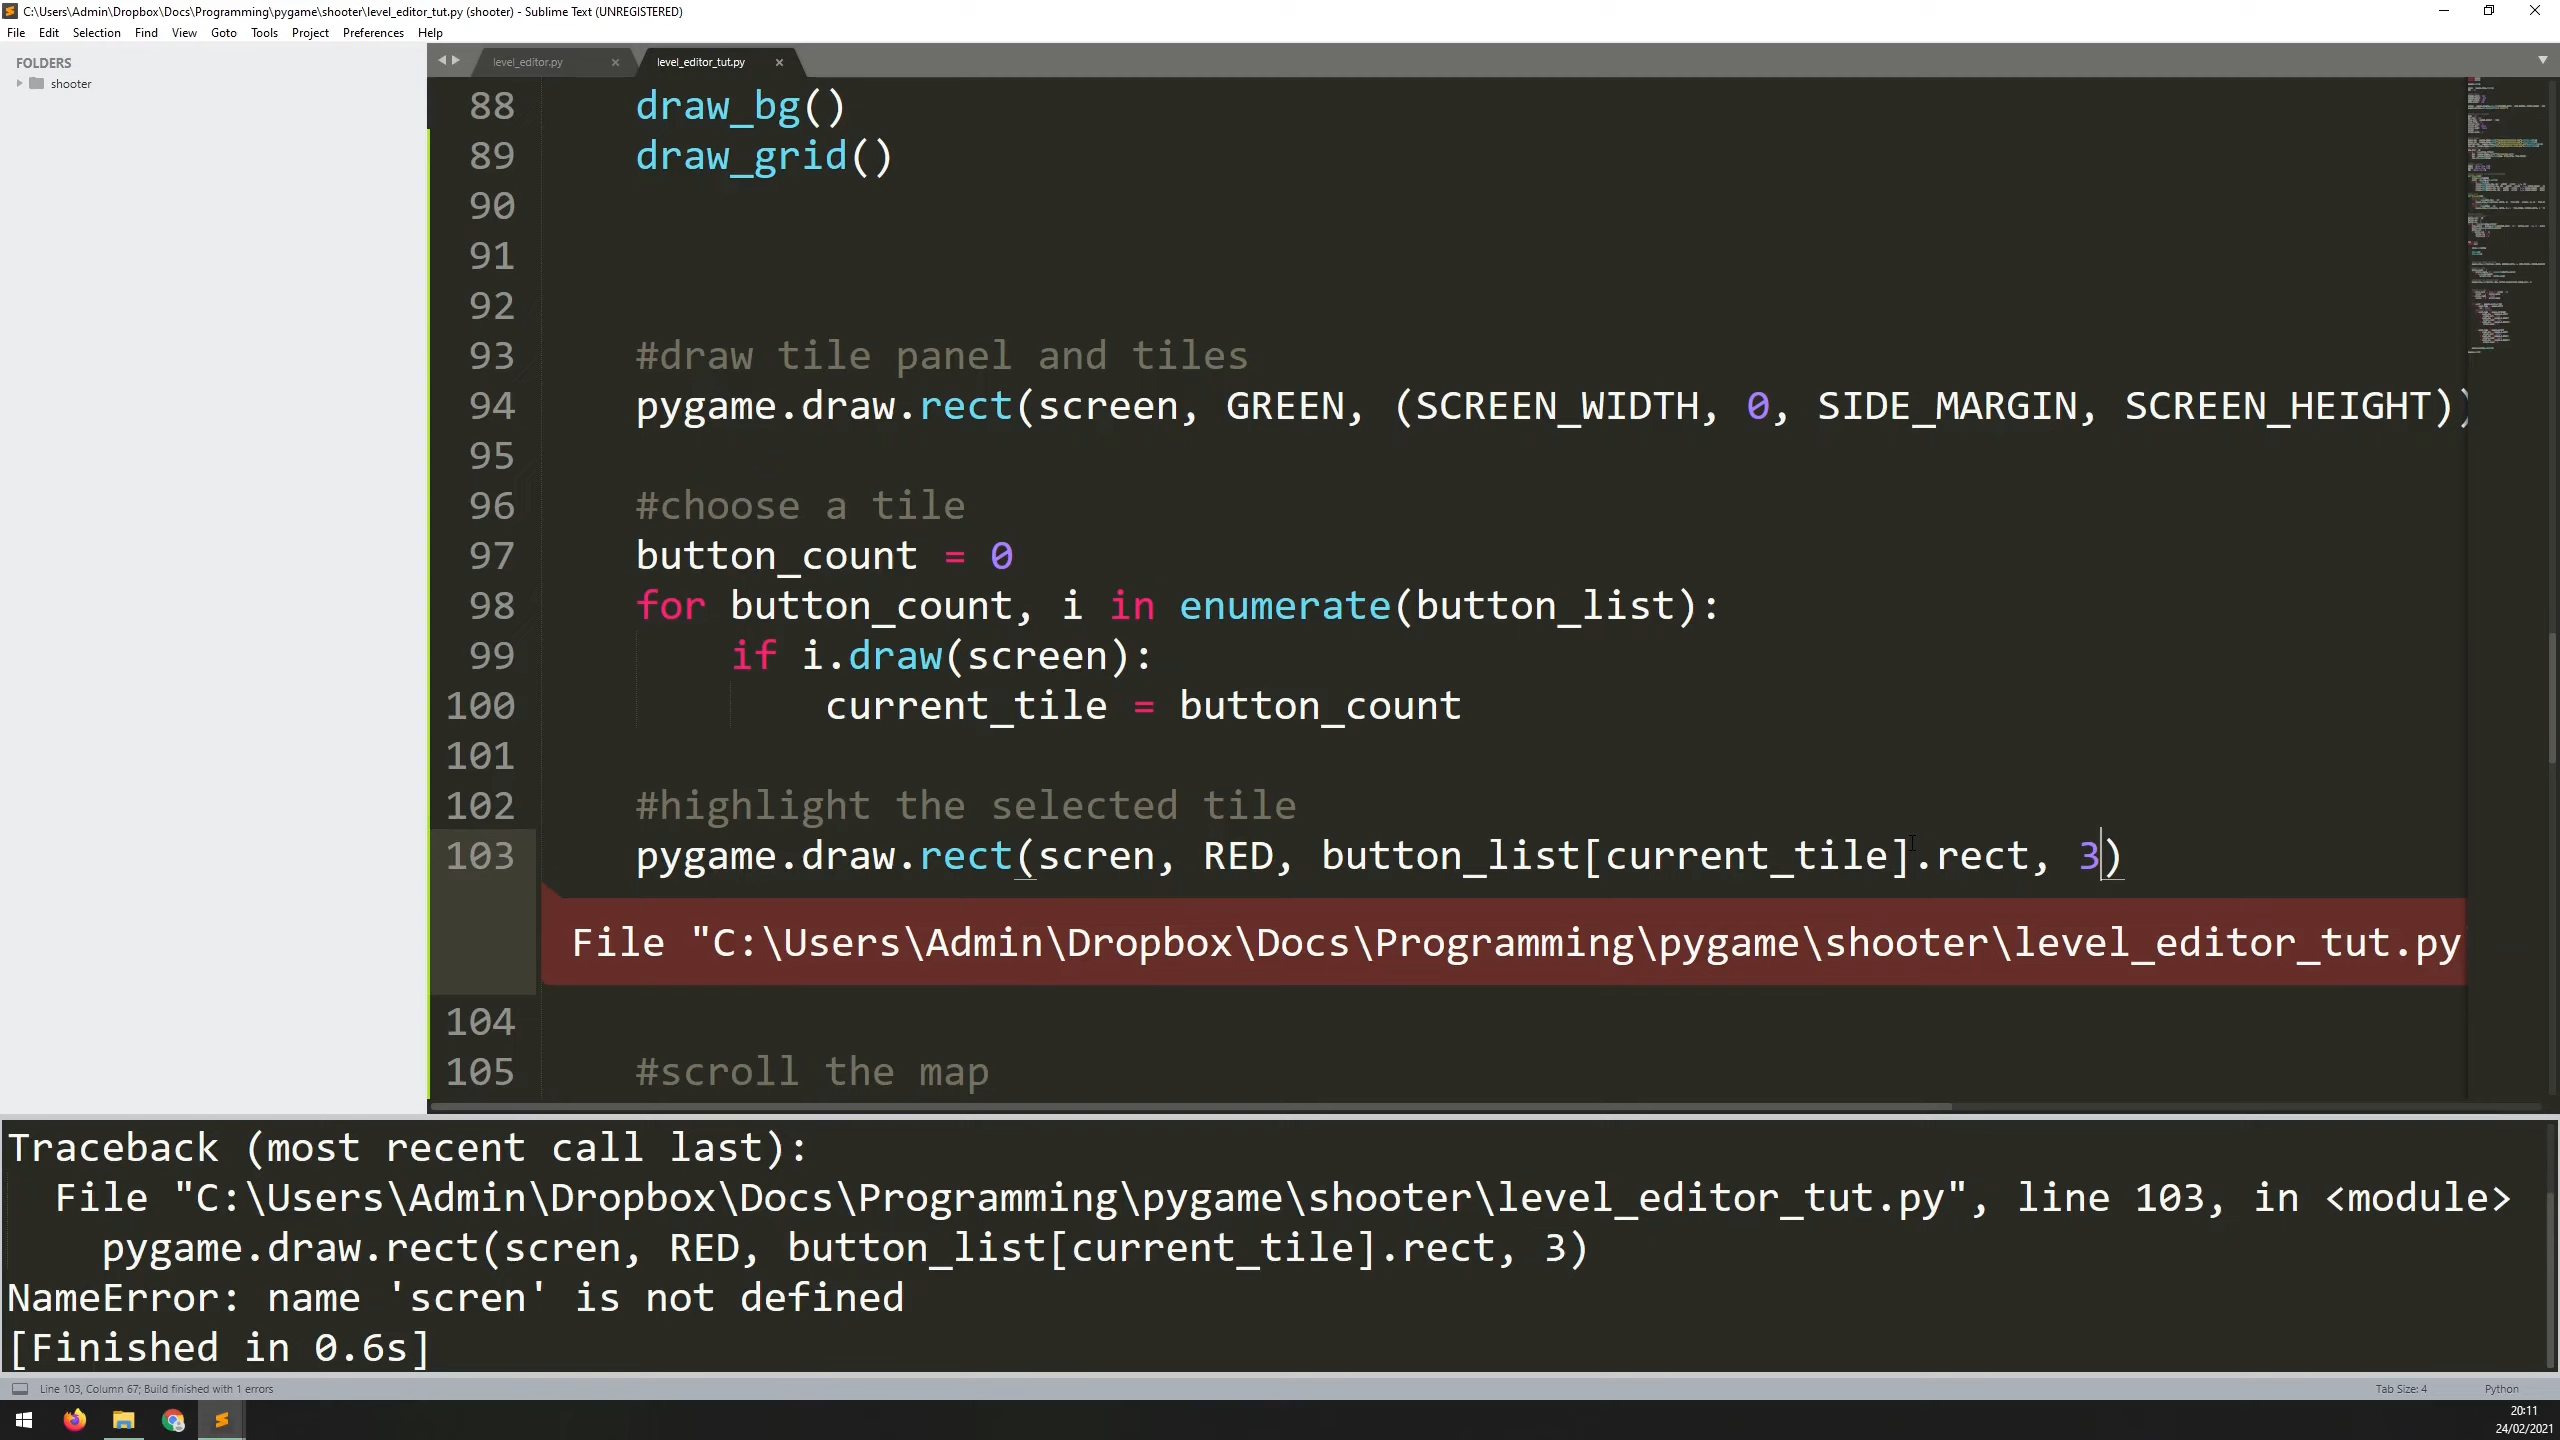 C:\Users\Admin\Dropbox\Docs\Programming\pygame\shooter\level_editor_tut.py (shooter) - Sublime Text (UNREGISTERED)
File Edit Selection Find View Goto Tools Project Preferences Help
FOLDERS
shooter
level_editor.py
level_editor_tut.py
88 draw_bg()
89 draw_grid()
90
91
92
93 #draw tile panel and tiles
94 pygame.draw.rect(screen, GREEN, (SCREEN_WIDTH, 0, SIDE_MARGIN, SCREEN_HEIGHT))
95
96 #choose a tile
97 button_count = 0
98 for button_count, i in enumerate(button_list):
99 if i.draw(screen):
100 current_tile = button_count
101
102 #highlight the selected tile
103 pygame.draw.rect(scren, RED, button_list[current_tile].rect, 3)
File "C:\Users\Admin\Dropbox\Docs\Programming\pygame\shooter\level_editor_tut.py
104
105 #scroll the map
Traceback (most recent call last):
File "C:\Users\Admin\Dropbox\Docs\Programming\pygame\shooter\level_editor_tut.py", line 103, in <module>
pygame.draw.rect(scren, RED, button_list[current_tile].rect, 3)
NameError: name 'scren' is not defined
[Finished in 0.6s]
Line 103, Column 67; Build finished with 1 errors
Tab Size: 4
Python
20:11
24/02/2021